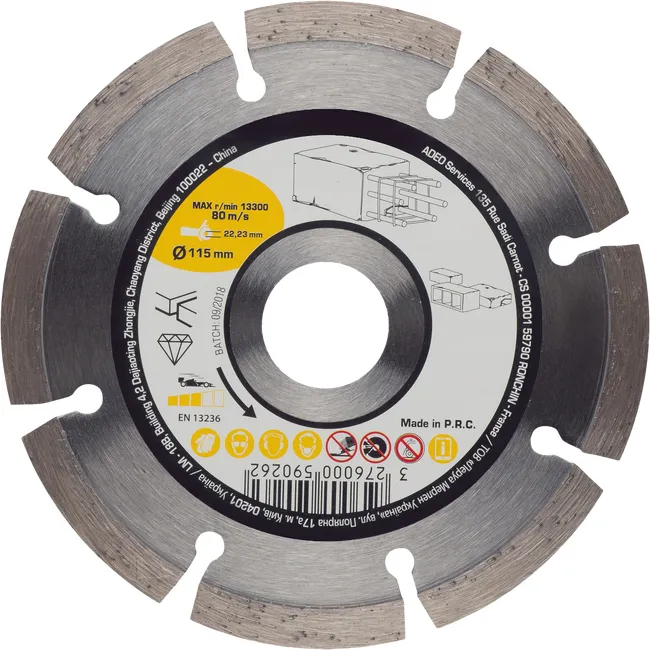 ADEO Services 135 Rue Sadi Carnot - CS 00001 59790 RONCHIN - France / ТОВ «Леруа Мерлен Україна», вул. Полярна 17а, м. Київ, 04201, Україна / LM - 18B, Building 4,2 Dajiaoting Zhongjie, Chaoyang District, Beijing 100022 - China
MAX r/min 13300
80 m/s
22,23 mm
Ø 115 mm
BATCH: 09/2018
EN 13236
Made in P.R.C.
3 276000 590262